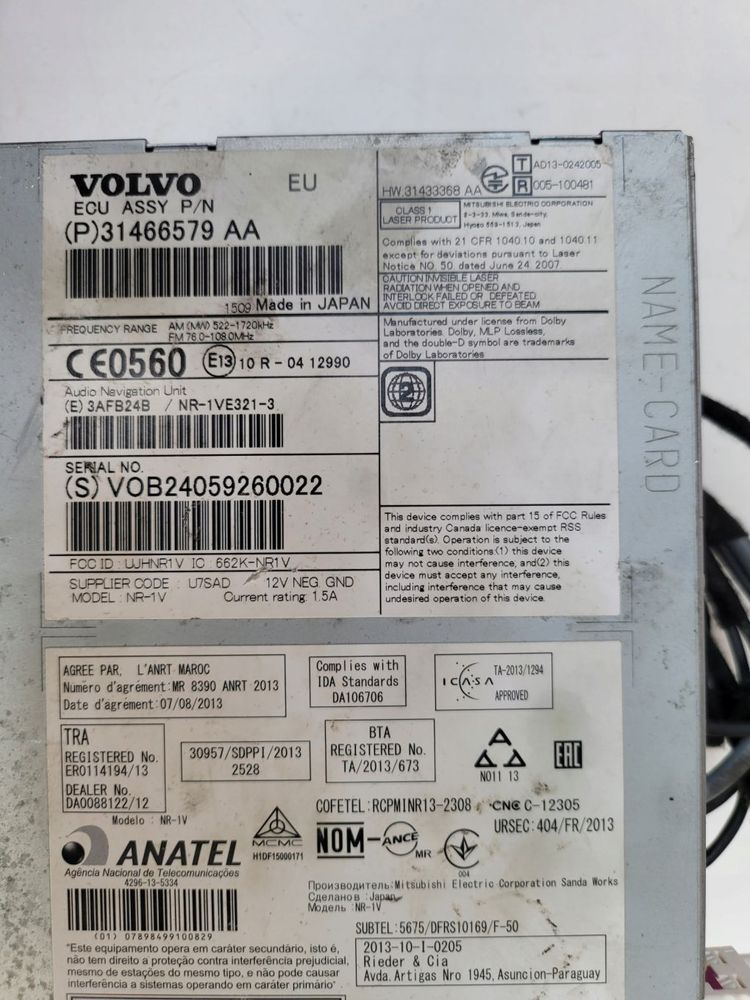 VOLVO
EU
ECU ASSY P/N
(P)31466579 AA
1509 Made in JAPAN
FREQUENCY RANGE AM (MW) 522-1720kHz
FM 76.0-108.0MHz
CE0560 E13 10 R - 04 12990
Audio Navigation Unit
(E) 3AFB24B / NR-1VE321-3
SERIAL NO.
(S) VOB24059260022
FCC ID : UJHNR1V IC : 662K-NR1V
SUPPLIER CODE : U7SAD 12V NEG GND
MODEL : NR-1V Current rating: 1.5A
HW.31433368 AA
T AD13-0242005
R 005-100481
CLASS 1
LASER PRODUCT
MITSUBISHI ELECTRIC CORPORATION
2-3-33, Miwa, Sanda-city,
Hyogo 669-1513, Japan
Complies with 21 CFR 1040.10 and 1040.11
except for deviations pursuant to Laser
Notice NO. 50, dated June 24, 2007.
CAUTION INVISIBLE LASER
RADIATION WHEN OPENED AND
INTERLOCK FAILED OR DEFEATED
AVOID DIRECT EXPOSURE TO BEAM
Manufactured under license from Dolby
Laboratories. Dolby, MLP Lossless,
and the double-D symbol are trademarks
of Dolby Laboratories
2
This device complies with part 15 of FCC Rules
and Industry Canada licence-exempt RSS
standard(s). Operation is subject to the
following two conditions:(1) this device
may not cause interference, and(2) this
device must accept any interference,
including interference that may cause
undesired operation of this device.
NAME-CARD
AGREE PAR, L'ANRT MAROC
Numéro d'agrément:MR 8390 ANRT 2013
Date d'agrément:07/08/2013
Complies with
IDA Standards
DA106706
ICASA
TA-2013/1294
APPROVED
TRA
REGISTERED No.
ER0114194/13
DEALER No.
DA0088122/12
30957/SDPPI/2013
2528
BTA
REGISTERED No.
TA/2013/673
N011 13
EAC
Modelo : NR-1V
COFETEL:RCPMINR13-2308
CNC C-12305
URSEC:404/FR/2013
ANATEL
Agência Nacional de Telecomunicações
4296-13-5334
MCMC
H1DF15000171
NOM-ANCE
MR
004
(01) 07898499100829
Производитель:Mitsubishi Electric Corporation Sanda Works
Сделано в :Japan
Модель :NR-1V
SUBTEL:5675/DFRS10169/F-50
2013-10-I-0205
Rieder & Cia
Avda. Artigas Nro 1945, Asuncion-Paraguay
"Este equipamento opera em caráter secundário, isto é,
não tem direito a proteção contra interferência prejudicial,
mesmo de estações do mesmo tipo, e não pode causar
interferência a sistemas operando em caráter primário"